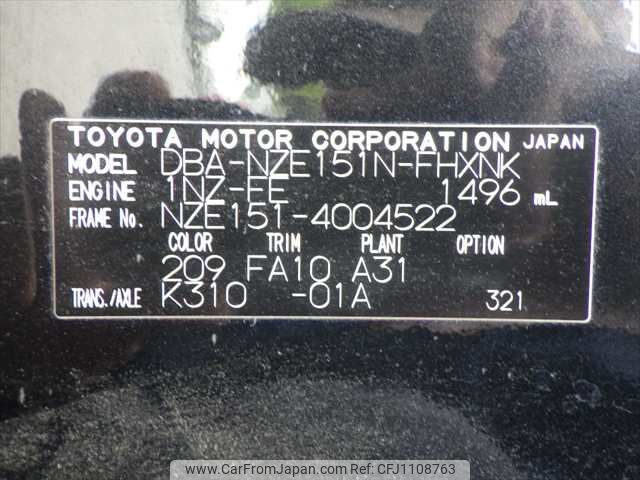 TOYOTA MOTOR CORPORATION JAPAN
MODEL DBA-NZE151N-FHXNK
ENGINE 1NZ-FE 1496 mL
FRAME No. NZE151-4004522
COLOR TRIM PLANT OPTION
209 FA10 A31
TRANS./AXLE K310 -01A 321
www.CarFromJapan.com Ref:CFJ1108763